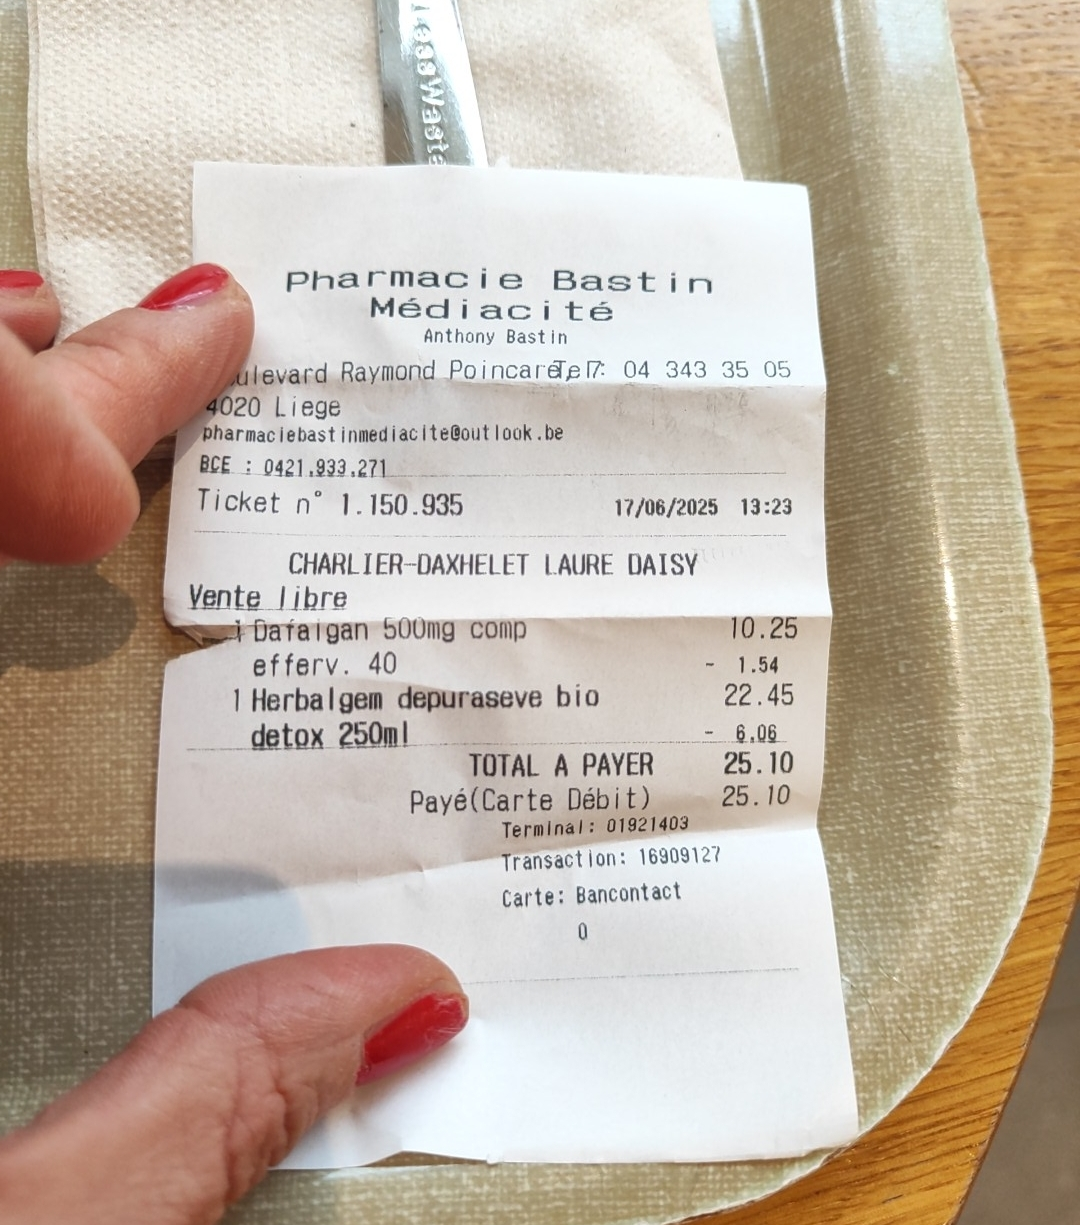 LessWaste
Pharmacie Bastin
Médiacité
Anthony Bastin
Boulevard Raymond Poincaré, 7 Tel : 04 343 35 05
4020 Liege
pharmaciebastinmediacite@outlook.be
BCE : 0421.933.271
Ticket n° 1.150.935 17/06/2025 13:23
CHARLIER-DAXHELET LAURE DAISY
Vente libre
1 Dafalgan 500mg comp 10.25
efferv. 40 - 1.54
1 Herbalgem depuraseve bio 22.45
detox 250ml - 6.06
TOTAL A PAYER 25.10
Payé(Carte Débit) 25.10
Terminal: 01921403
Transaction: 16909127
Carte: Bancontact
0